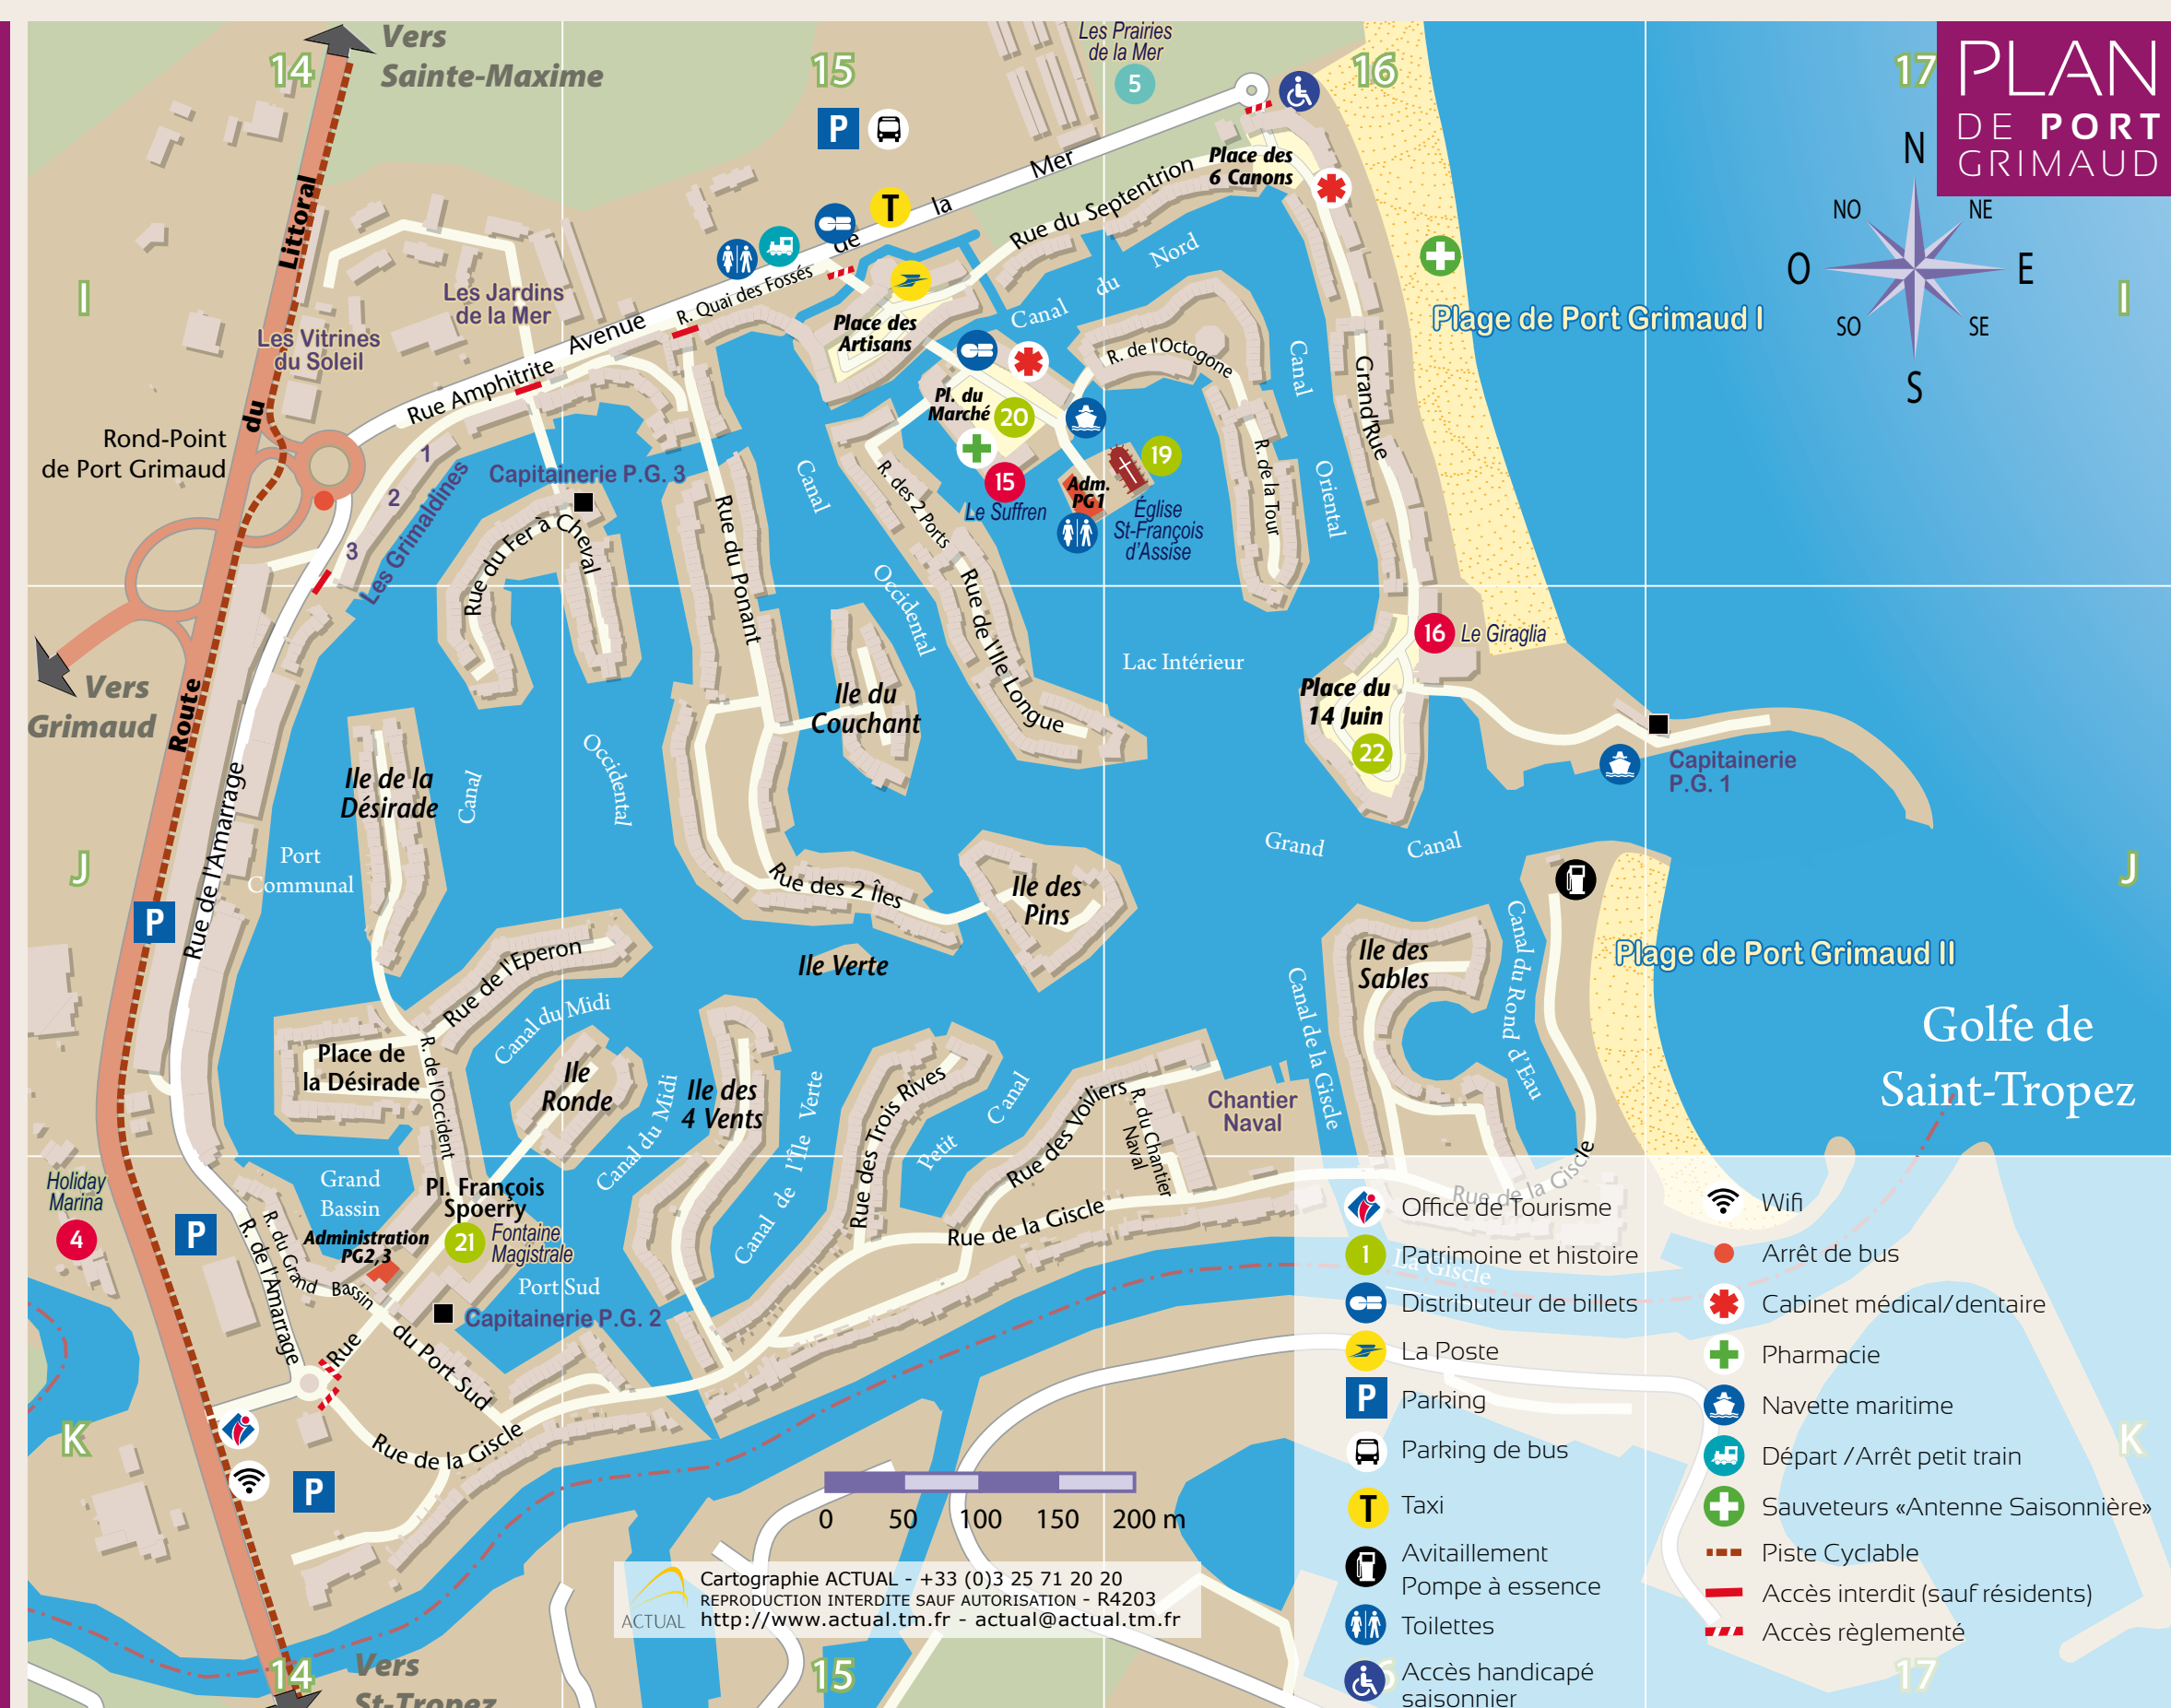 PLAN
DE PORT
GRIMAUD
Vers
Sainte-Maxime
14
15
16
17
Les Prairies
de la Mer
5
P
T
Place des
6 Canons
Avenue de la Mer
Rue du Septentrion
N
NO
NE
O
E
SO
SE
S
I
I
Route du Littoral
Les Jardins
de la Mer
Les Vitrines
du Soleil
R. Quai des Fossés
Place des
Artisans
Canal du Nord
Plage de Port Grimaud I
R. de l'Octogone
Canal Oriental
Grand'Rue
Rue Amphitrite
Rond-Point
de Port Grimaud
Pl. du
Marché
20
19
15
Le Suffren
Adm.
PG1
Église
St-François
d'Assise
R. de la Tour
1
2
3
Les Grimaldines
Capitainerie P.G. 3
Rue du Fer à Cheval
Rue du Ponant
Canal Occidental
R. des 2 Ports
Rue de l'Ile Longue
Vers
Grimaud
Lac Intérieur
16
Le Giraglia
Place du
14 Juin
22
Ile du
Couchant
Capitainerie
P.G. 1
Ile de la
Désirade
Canal Occidental
Port
Communal
Rue de l'Amarrage
Grand Canal
J
J
P
Rue des 2 Îles
Ile des
Pins
Ile Verte
Ile des
Sables
Canal du Rond d'Eau
Plage de Port Grimaud II
Rue de l'Eperon
Canal du Midi
Canal de la Giscle
Golfe de
Saint-Tropez
Place de
la Désirade
R. de l'Occident
Ile
Ronde
Canal du Midi
Ile des
4 Vents
Canal de l'Île Verte
Rue des Trois Rives
Petit Canal
Rue des Voiliers
R. du Chantier
Naval
Chantier
Naval
Holiday
Marina
4
P
Grand
Bassin
Pl. François
Spoerry
21
Fontaine
Magistrale
Administration
PG2,3
R. du Grand Bassin
R. de l'Amarrage
Port Sud
Capitainerie P.G. 2
Rue du Port Sud
Rue de la Giscle
Rue de la Giscle
Rue de la Giscle
La Giscle
K
K
P
0 50 100 150 200 m
ACTUAL
Cartographie ACTUAL - +33 (0)3 25 71 20 20
REPRODUCTION INTERDITE SAUF AUTORISATION - R4203
http://www.actual.tm.fr - actual@actual.tm.fr
Office de Tourisme
1 Patrimoine et histoire
Distributeur de billets
La Poste
P Parking
Parking de bus
T Taxi
Avitaillement
Pompe à essence
Toilettes
Accès handicapé
saisonnier
Wifi
Arrêt de bus
Cabinet médical/dentaire
Pharmacie
Navette maritime
Départ /Arrêt petit train
Sauveteurs «Antenne Saisonnière»
Piste Cyclable
Accès interdit (sauf résidents)
Accès règlementé
14
15
16
17
Vers
St-Tropez